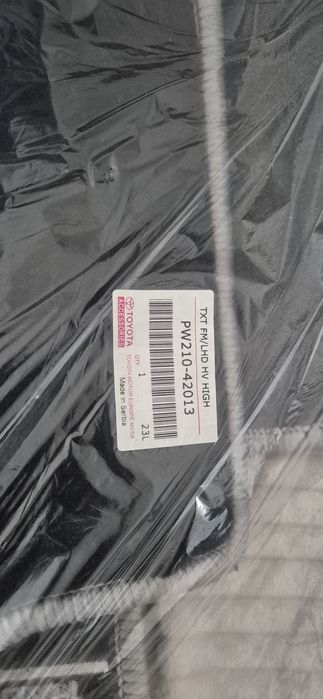 TXT FM/LHD HV HIGH
PW210-42013
23L
QTY 1
TOYOTA
ACCESSORIES
TOYOTA MOTOR EUROPE NV/SA
Made in Serbia